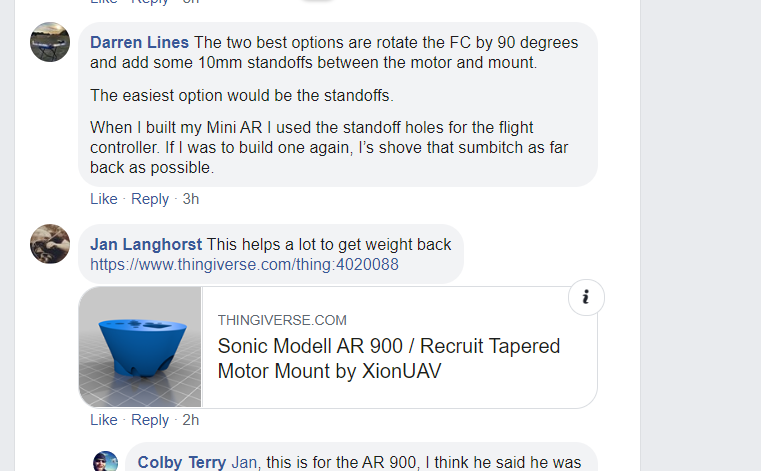 Like · Reply ·
Darren Lines The two best options are rotate the FC by 90 degrees
and add some 10mm standoffs between the motor and mount.
The easiest option would be the standoffs.
When I built my Mini AR I used the standoff holes for the flight
controller. If I was to build one again, I's shove that sumbitch as far
back as possible.
Like · Reply · 3h
Jan Langhorst This helps a lot to get weight back
https://www.thingiverse.com/thing:4020088
i
THINGIVERSE.COM
Sonic Modell AR 900 / Recruit Tapered
Motor Mount by XionUAV
Like · Reply · 2h
Colby Terry Jan, this is for the AR 900, I think he said he was